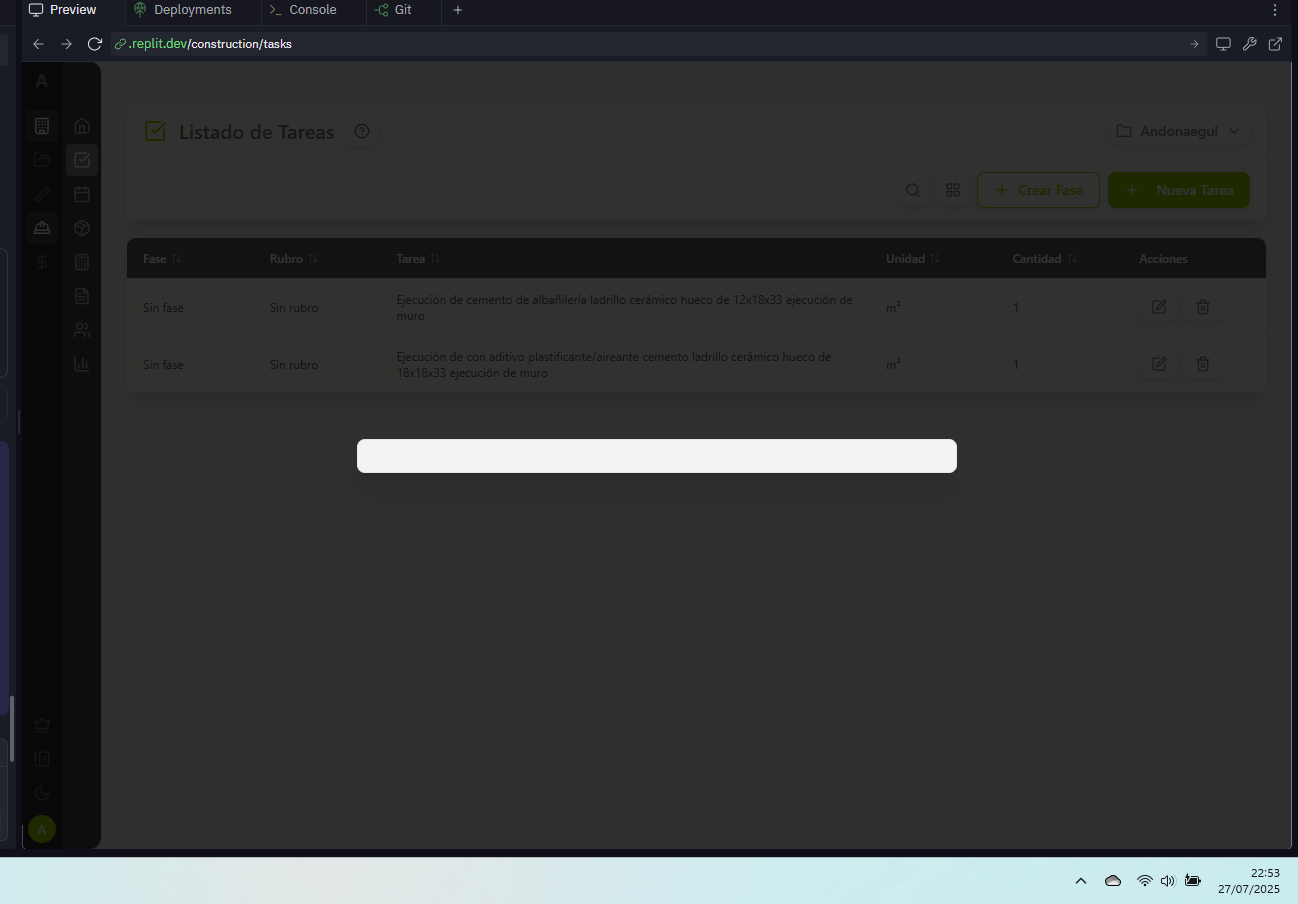 Preview
Deployments
Console
Git
.replit.dev/construction/tasks
A
Listado de Tareas
Andonaegui
Crear Fase
Nueva Tarea
Fase
Rubro
Tarea
Unidad
Cantidad
Acciones
Sin fase
Sin rubro
Ejecución de cemento de albañilería ladrillo cerámico hueco de 12x18x33 ejecución de
muro
m²
1
Sin fase
Sin rubro
Ejecución de con aditivo plastificante/aireante cemento ladrillo cerámico hueco de
18x18x33 ejecución de muro
m²
1
A
22:53
27/07/2025